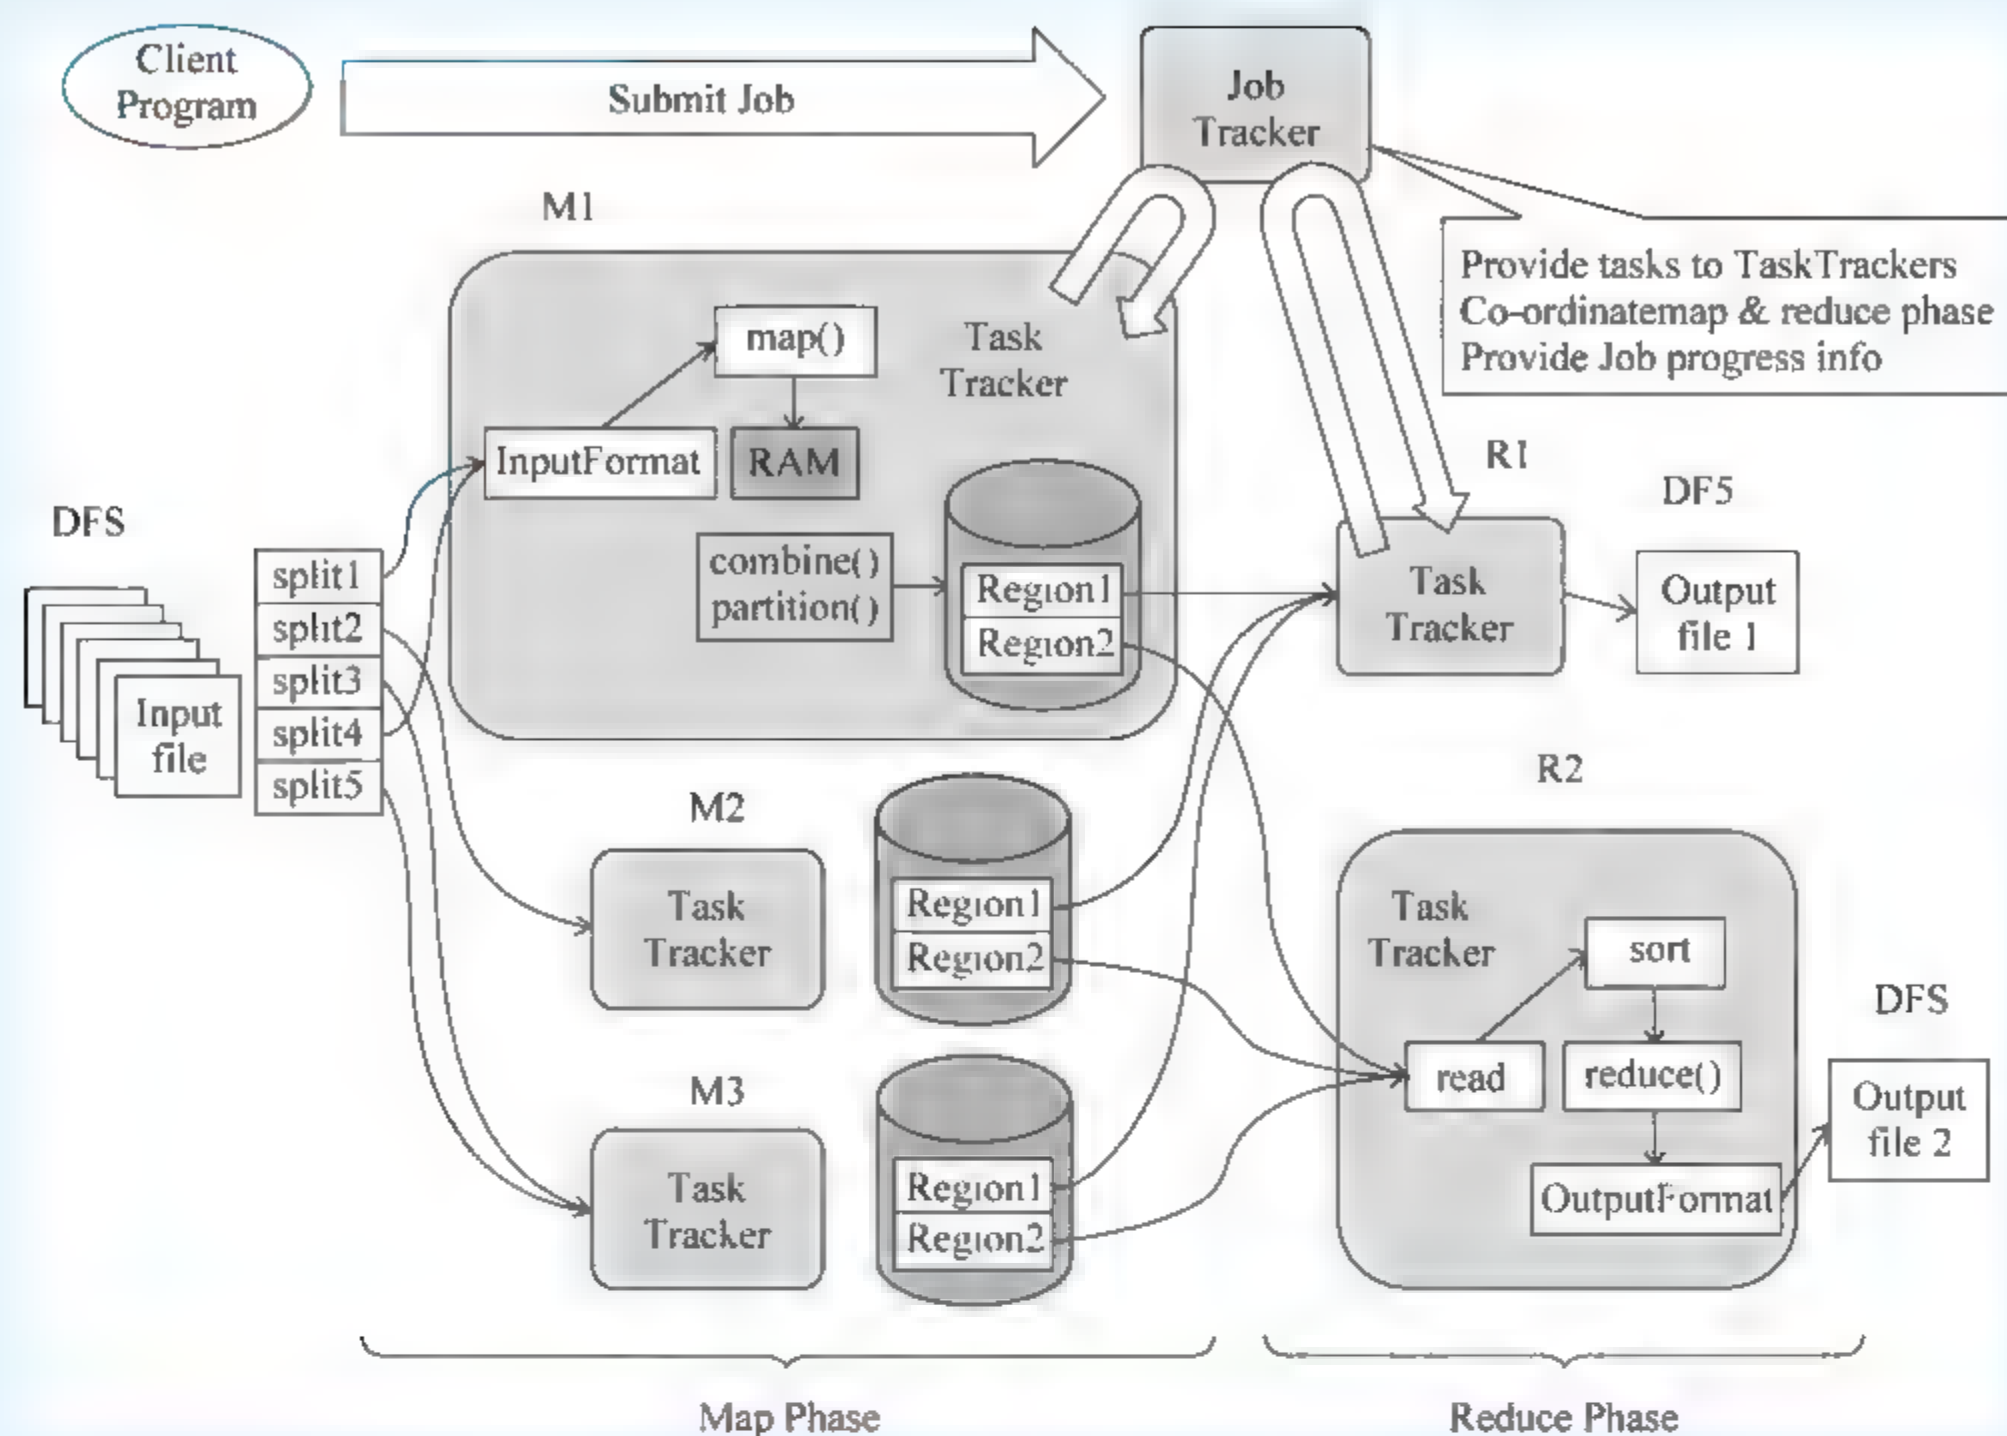 Client
Program
Submit Job
Job
Tracker
Provide tasks to TaskTrackers
Co-ordinatemap & reduce phase
Provide Job progress info
M1
map()
Task
Tracker
InputFormat
RAM
combine()
partition()
Region1
Region2
DFS
Input
file
split1
split2
split3
split4
split5
M2
Task
Tracker
Region1
Region2
M3
Task
Tracker
Region1
Region2
R1
Task
Tracker
DF5
Output
file 1
R2
Task
Tracker
sort
read
reduce()
OutputFormat
DFS
Output
file 2
Map Phase
Reduce Phase